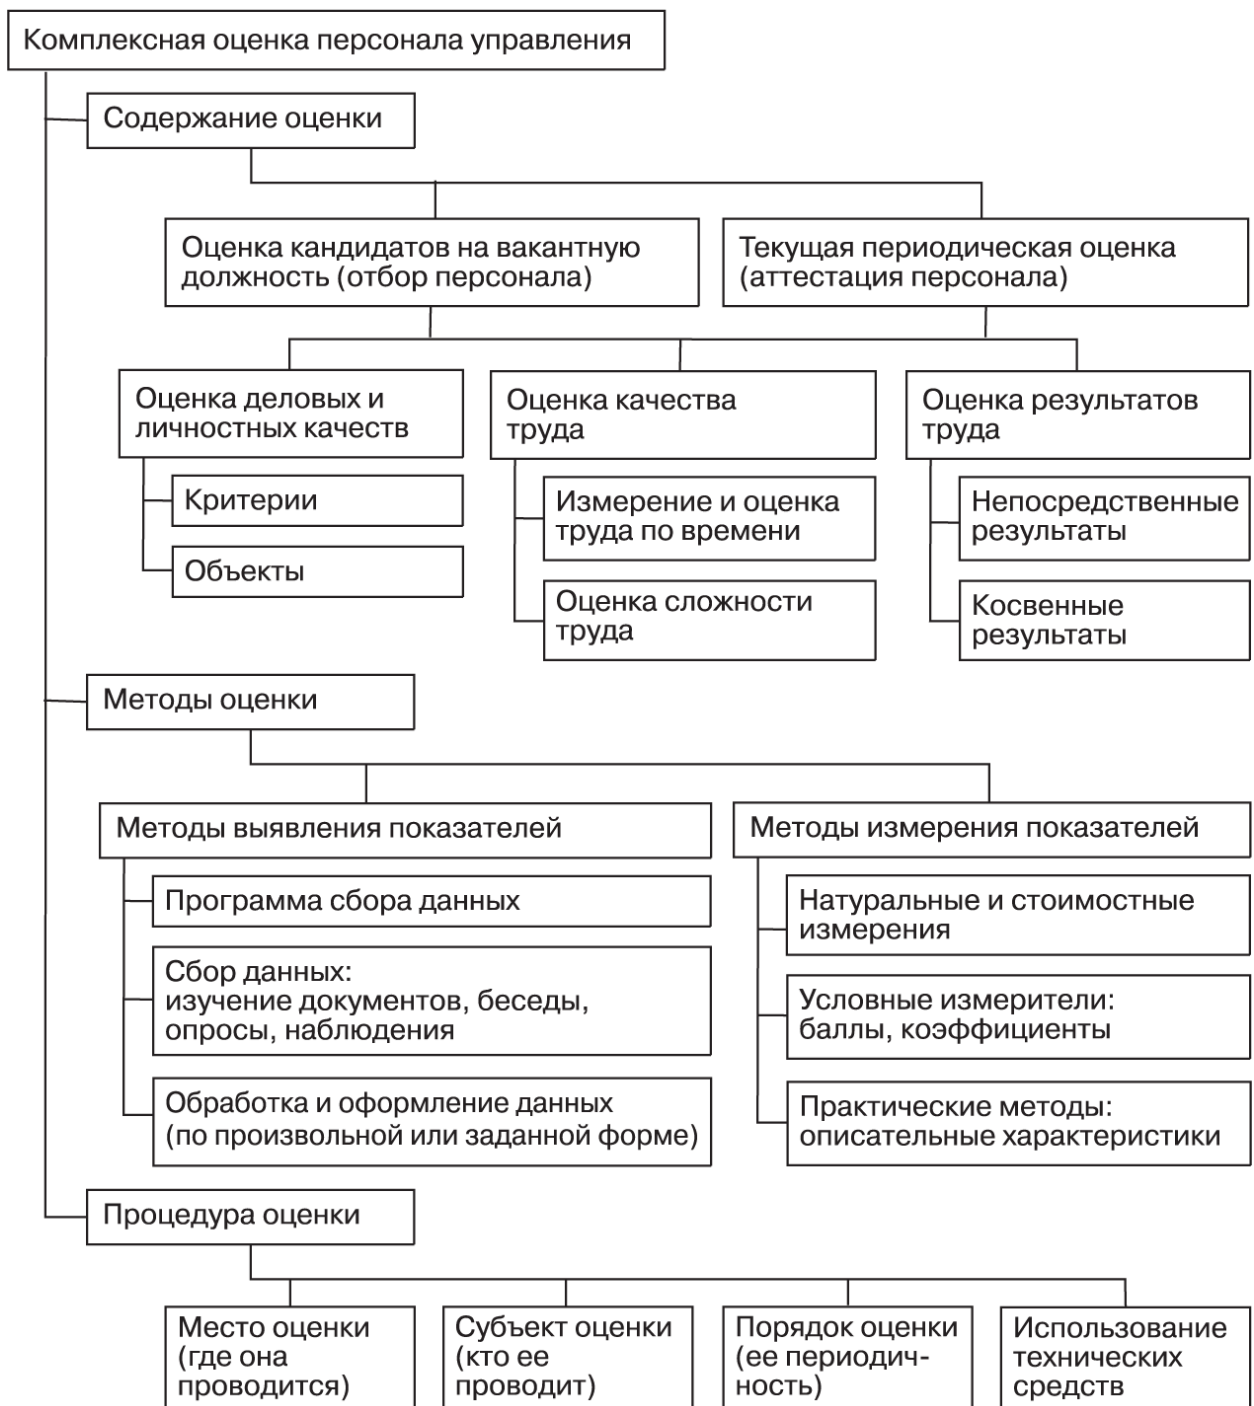 Комплексная оценка персонала управления
Содержание оценки
Оценка кандидатов на вакантную
должность (отбор персонала)
Текущая периодическая оценка
(аттестация персонала)
Оценка деловых и
личностных качеств
Критерии
Объекты
Оценка качества
труда
Измерение и оценка
труда по времени
Оценка сложности
труда
Оценка результатов
труда
Непосредственные
результаты
Косвенные
результаты
Методы оценки
Методы выявления показателей
Программа сбора данных
Сбор данных:
изучение документов, беседы,
опросы, наблюдения
Обработка и оформление данных
(по произвольной или заданной форме)
Методы измерения показателей
Натуральные и стоимостные
измерения
Условные измерители:
баллы, коэффициенты
Практические методы:
описательные характеристики
Процедура оценки
Место оценки
(где она
проводится)
Субъект оценки
(кто ее
проводит)
Порядок оценки
(ее периодич-
ность)
Использование
технических
средств